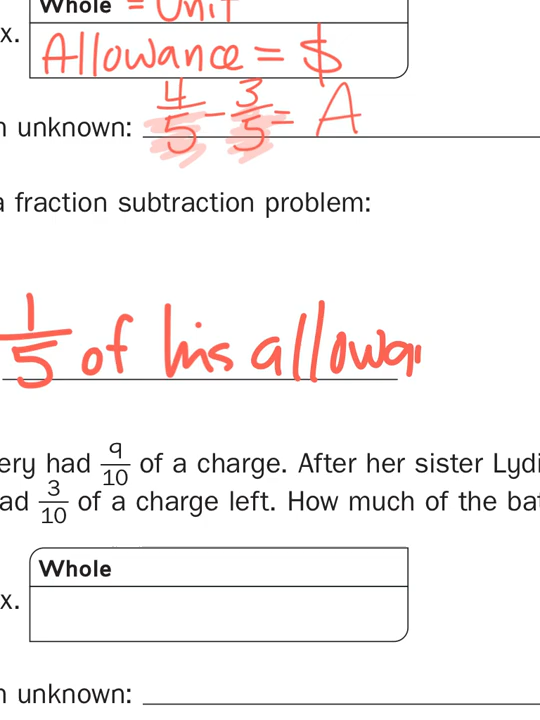 Whole = Unit
x.
Allowance = $
n unknown: 4/5 - 3/5 = A
a fraction subtraction problem:
1/5 of his allowan
ery had 9/10 of a charge. After her sister Lydi
ad 3/10 of a charge left. How much of the bat
Whole
x.
n unknown: